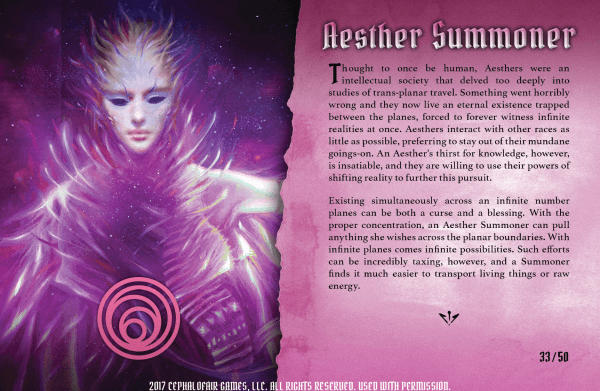 Aesther Summoner
Thought to once be human, Aesthers were an
intellectual society that delved too deeply into
studies of trans-planar travel. Something went horribly
wrong and they now live an eternal existence trapped
between the planes, forced to forever witness infinite
realities at once. Aesthers interact with other races as
little as possible, preferring to stay out of their mundane
goings-on. An Aesther's thirst for knowledge, however,
is insatiable, and they are willing to use their powers of
shifting reality to further this pursuit.
Existing simultaneously across an infinite number
planes can be both a curse and a blessing. With the
proper concentration, an Aesther Summoner can pull
anything she wishes across the planar boundaries. With
infinite planes comes infinite possibilities. Such efforts
can be incredibly taxing, however, and a Summoner
finds it much easier to transport living things or raw
energy.
33/50
2017 CEPHALOFAIR GAMES, LLC. ALL RIGHTS RESERVED. USED WITH PERMISSION.